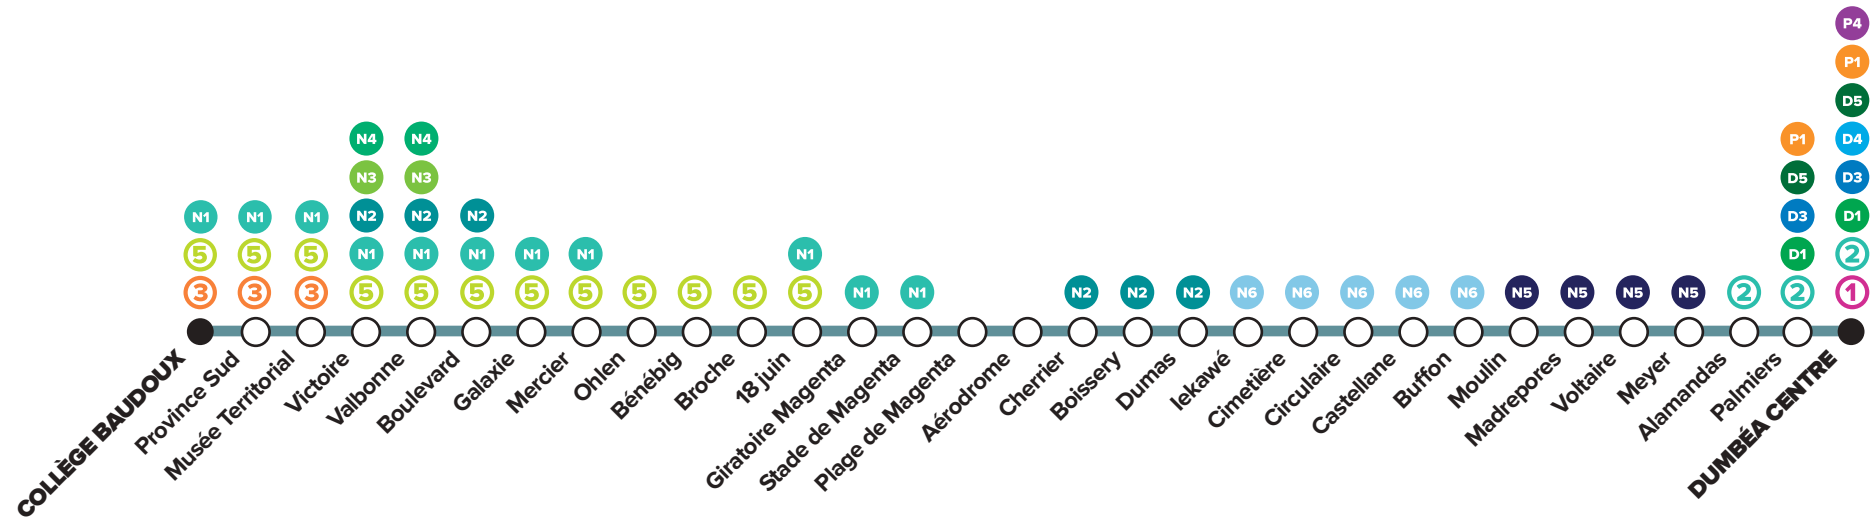 P4
P1
D5
N4 N4 P1 D4
N3 N3 D5 D3
N1 N1 N1 N2 N2 N2 D3 D1
5 5 5 N1 N1 N1 N1 N1 N1 D1 2
3 3 3 5 5 5 5 5 5 5 5 5 N1 N1 N2 N2 N2 N6 N6 N6 N6 N6 N5 N5 N5 N5 2 2 1
COLLÈGE BAUDOUX
Province Sud
Musée Territorial
Victoire
Valbonne
Boulevard
Galaxie
Mercier
Ohlen
Bénébig
Broche
18 juin
Giratoire Magenta
Stade de Magenta
Plage de Magenta
Aérodrome
Cherrier
Boissery
Dumas
Iekawé
Cimetière
Circulaire
Castellane
Buffon
Moulin
Madrepores
Voltaire
Meyer
Alamandas
Palmiers
DUMBÉA CENTRE